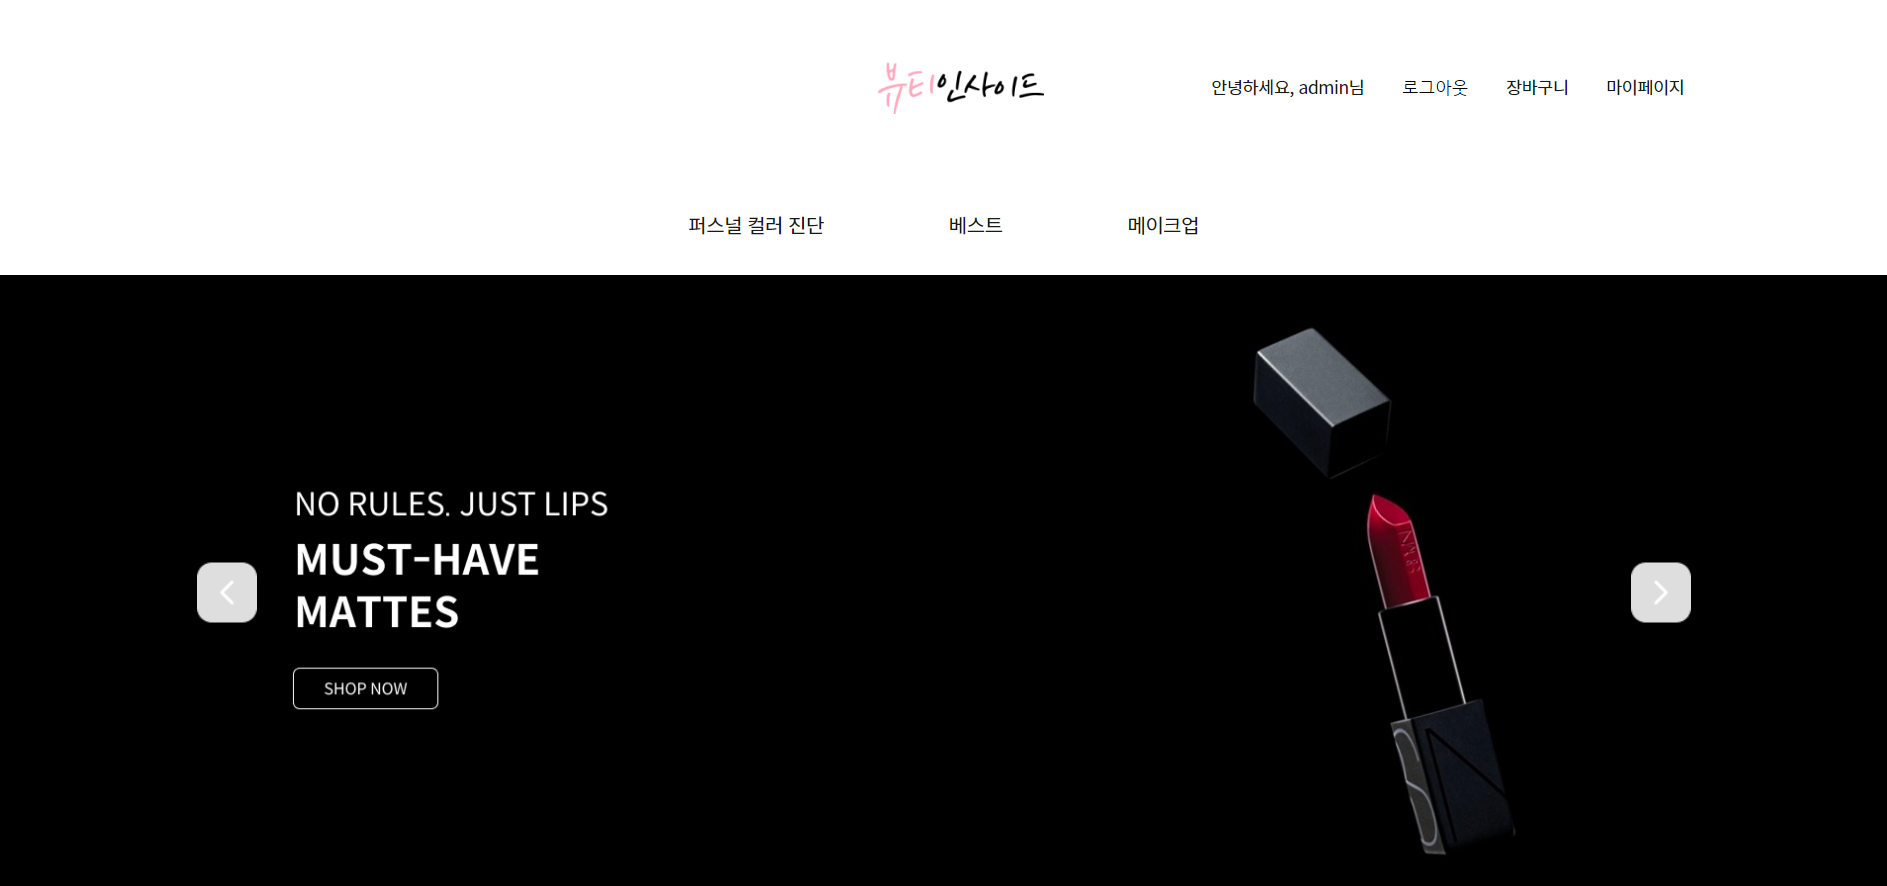 뷰티인사이드
안녕하세요, admin님 로그아웃 장바구니 마이페이지
퍼스널 컬러 진단 베스트 메이크업
NO RULES. JUST LIPS
MUST-HAVE
MATTES
SHOP NOW
NARS